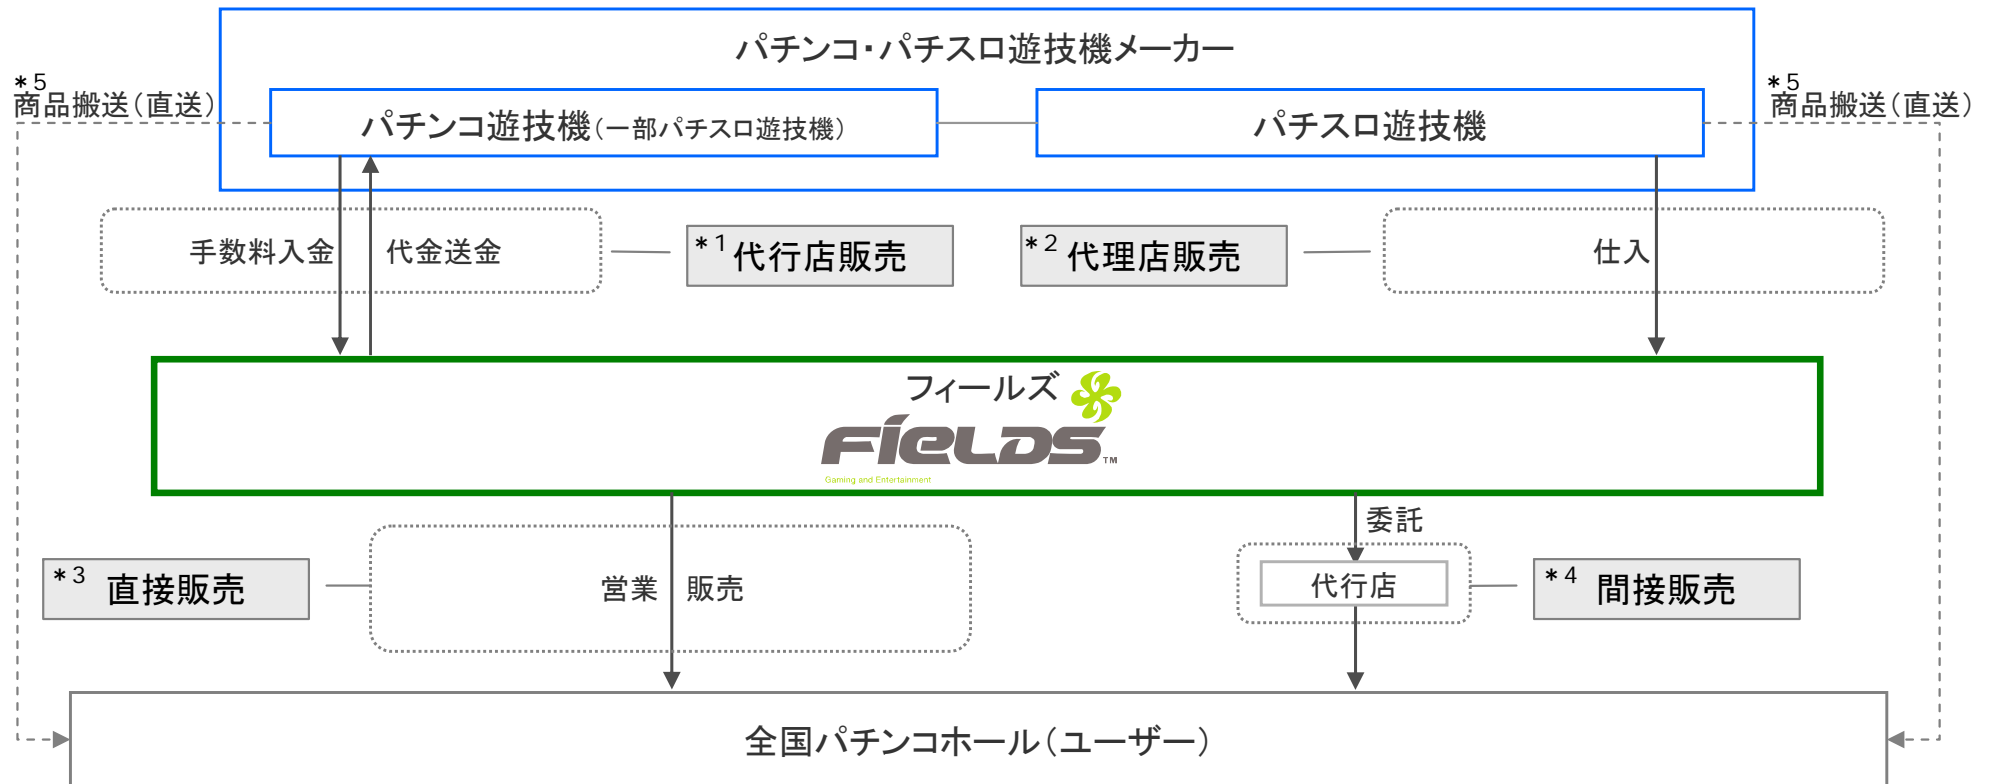 パチンコ・パチスロ遊技機メーカー
*5
商品搬送(直送)
*5
商品搬送(直送)
パチンコ遊技機(一部パチスロ遊技機)
パチスロ遊技機
手数料入金
代金送金
*1 代行店販売
*2 代理店販売
仕入
フィールズ
FIELDS TM
Gaming and Entertainment
委託
*3 直接販売
営業
販売
代行店
*4 間接販売
全国パチンコホール(ユーザー)